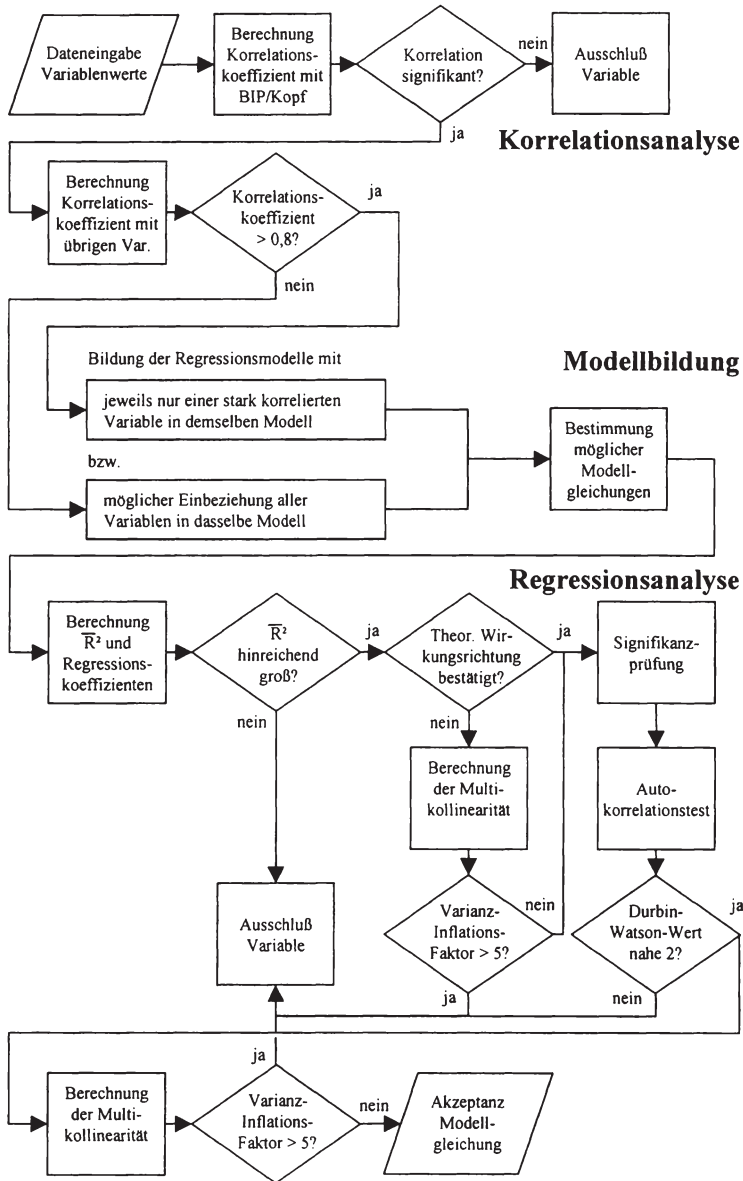 Dateneingabe
Variablenwerte
Berechnung
Korrelations-
koeffizient mit
BIP/Kopf
Korrelation
signifikant?
nein
Ausschluß
Variable
ja
Korrelationsanalyse
Berechnung
Korrelations-
koeffizient mit
übrigen Var.
Korrelations-
koeffizient
> 0,8?
ja
nein
Bildung der Regressionsmodelle mit
Modellbildung
jeweils nur einer stark korrelierten
Variable in demselben Modell
bzw.
möglicher Einbeziehung aller
Variablen in dasselbe Modell
Bestimmung
möglicher
Modell-
gleichungen
Regressionsanalyse
Berechnung
R̅² und
Regressions-
koeffizienten
R̅²
hinreichend
groß?
ja
nein
Theor. Wir-
kungsrichtung
bestätigt?
ja
nein
Signifikanz-
prüfung
Berechnung
der Multi-
kollinearität
Auto-
korrelationstest
Ausschluß
Variable
Varianz-
Inflations-
Faktor > 5?
nein
ja
Durbin-
Watson-Wert
nahe 2?
ja
nein
Berechnung
der Multi-
kollinearität
ja
Varianz-
Inflations-
Faktor > 5?
nein
Akzeptanz
Modell-
gleichung